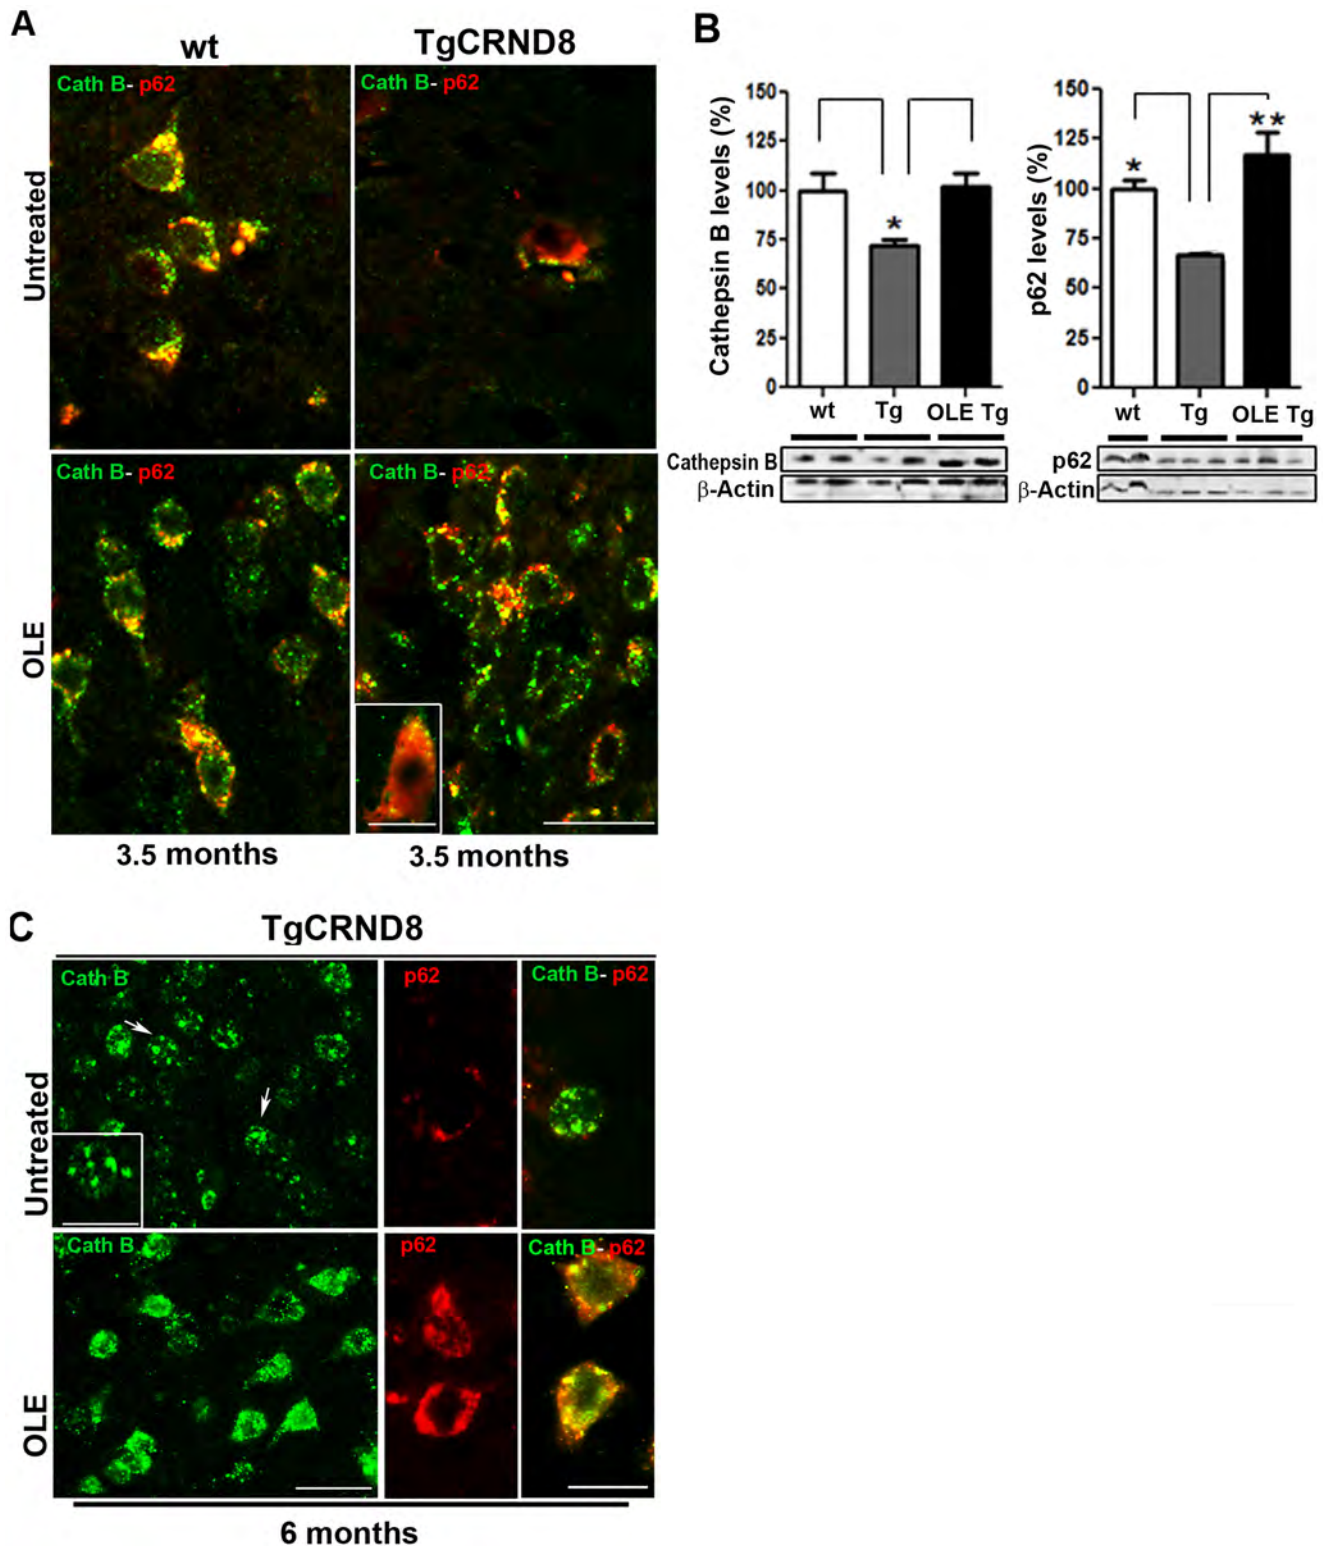 A
wt
TgCRND8
Cath B- p62
Cath B- p62
Untreated
Cath B- p62
Cath B- p62
OLE
3.5 months
3.5 months
B
Cathepsin B levels (%)
150
125
100
75
50
25
0
*
wt
Tg
OLE Tg
Cathepsin B
β-Actin
p62 levels (%)
150
125
100
75
50
25
0
*
**
wt
Tg
OLE Tg
p62
β-Actin
C
TgCRND8
Cath B
p62
Cath B- p62
Untreated
Cath B
p62
Cath B- p62
OLE
6 months